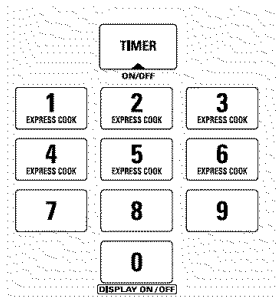 TIMER
ON/OFF
1 2 3
EXPRESS COOK EXPRESS COOK EXPRESS COOK
4 5 6
EXPRESS COOK EXPRESS COOK EXPRESS COOK
7 8 9
0
DISPLAY ON/OFF